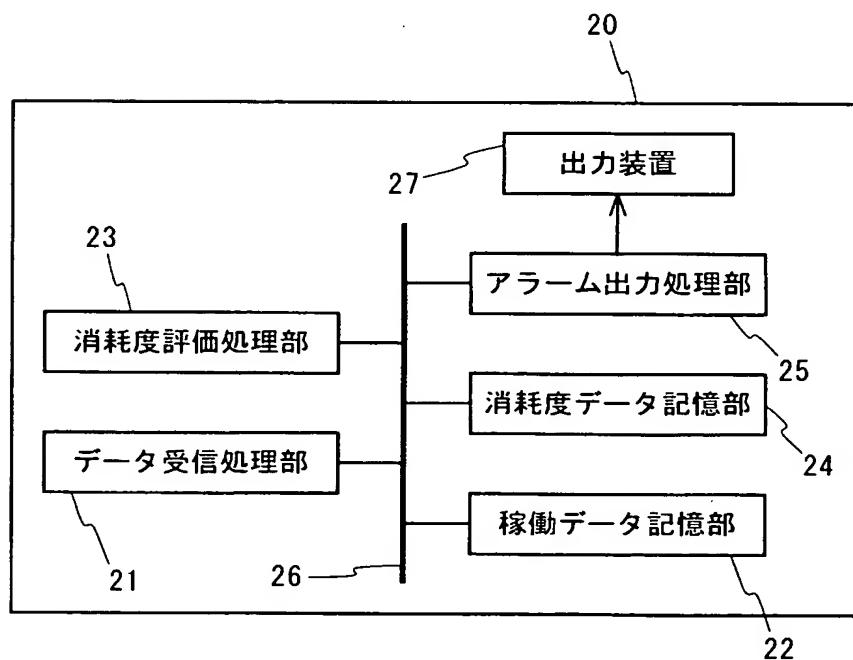 20
27
出力装置
23
アラーム出力処理部
25
消耗度評価処理部
消耗度データ記憶部
24
データ受信処理部
21
26
稼働データ記憶部
22